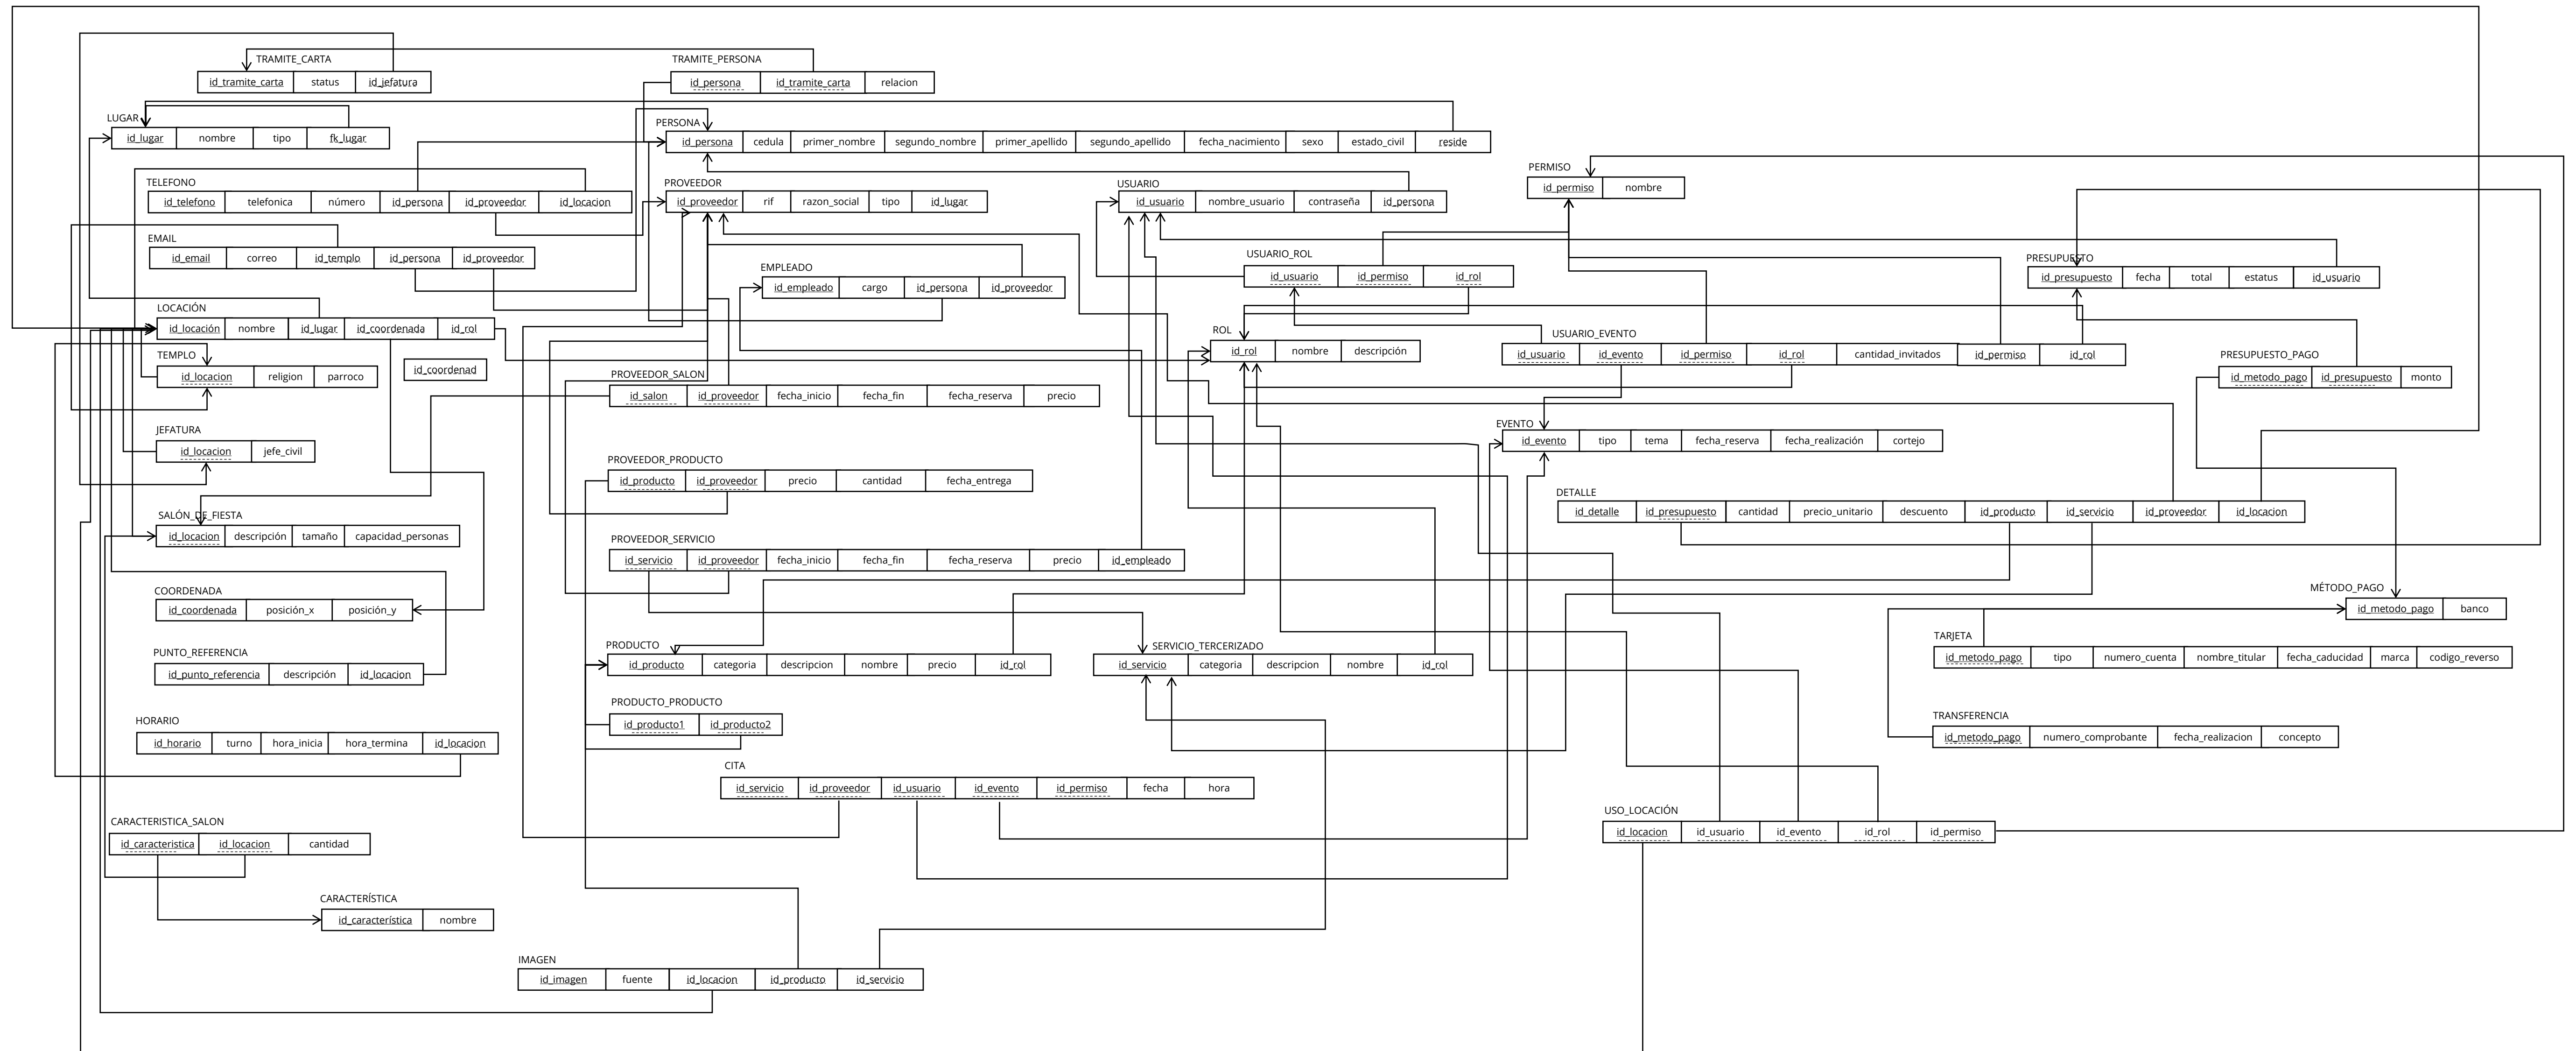 TRAMITE_CARTA
id_tramite_carta status id_jefatura
TRAMITE_PERSONA
id_persona id_tramite_carta relacion
LUGAR
id_lugar nombre tipo fk_lugar
PERSONA
id_persona cedula primer_nombre segundo_nombre primer_apellido segundo_apellido fecha_nacimiento sexo estado_civil reside
PERMISO
id_permiso nombre
TELEFONO
id_telefono telefonica número id_persona id_proveedor id_locacion
PROVEEDOR
id_proveedor rif razon_social tipo id_lugar
USUARIO
id_usuario nombre_usuario contraseña id_persona
EMAIL
id_email correo id_templo id_persona id_proveedor
EMPLEADO
id_empleado cargo id_persona id_proveedor
USUARIO_ROL
id_usuario id_permiso id_rol
PRESUPUESTO
id_presupuesto fecha total estatus id_usuario
LOCACIÓN
id_locación nombre id_lugar id_coordenada id_rol
ROL
id_rol nombre descripción
USUARIO_EVENTO
id_usuario id_evento id_permiso id_rol cantidad_invitados id_permiso id_rol
TEMPLO
id_locacion religion parroco
id_coordenad
PRESUPUESTO_PAGO
id_metodo_pago id_presupuesto monto
PROVEEDOR_SALON
id_salon id_proveedor fecha_inicio fecha_fin fecha_reserva precio
JEFATURA
id_locacion jefe_civil
EVENTO
id_evento tipo tema fecha_reserva fecha_realización cortejo
PROVEEDOR_PRODUCTO
id_producto id_proveedor precio cantidad fecha_entrega
DETALLE
id_detalle id_presupuesto cantidad precio_unitario descuento id_producto id_servicio id_proveedor id_locacion
SALÓN_DE_FIESTA
id_locacion descripción tamaño capacidad_personas
PROVEEDOR_SERVICIO
id_servicio id_proveedor fecha_inicio fecha_fin fecha_reserva precio id_empleado
COORDENADA
id_coordenada posición_x posición_y
MÉTODO_PAGO
id_metodo_pago banco
TARJETA
id_metodo_pago tipo numero_cuenta nombre_titular fecha_caducidad marca codigo_reverso
PUNTO_REFERENCIA
id_punto_referencia descripción id_locacion
PRODUCTO
id_producto categoria descripcion nombre precio id_rol
SERVICIO_TERCERIZADO
id_servicio categoria descripcion nombre id_rol
PRODUCTO_PRODUCTO
id_producto1 id_producto2
TRANSFERENCIA
id_metodo_pago numero_comprobante fecha_realizacion concepto
HORARIO
id_horario turno hora_inicia hora_termina id_locacion
CITA
id_servicio id_proveedor id_usuario id_evento id_permiso fecha hora
USO_LOCACIÓN
id_locacion id_usuario id_evento id_rol id_permiso
CARACTERISTICA_SALON
id_caracteristica id_locacion cantidad
CARACTERÍSTICA
id_característica nombre
IMAGEN
id_imagen fuente id_locacion id_producto id_servicio